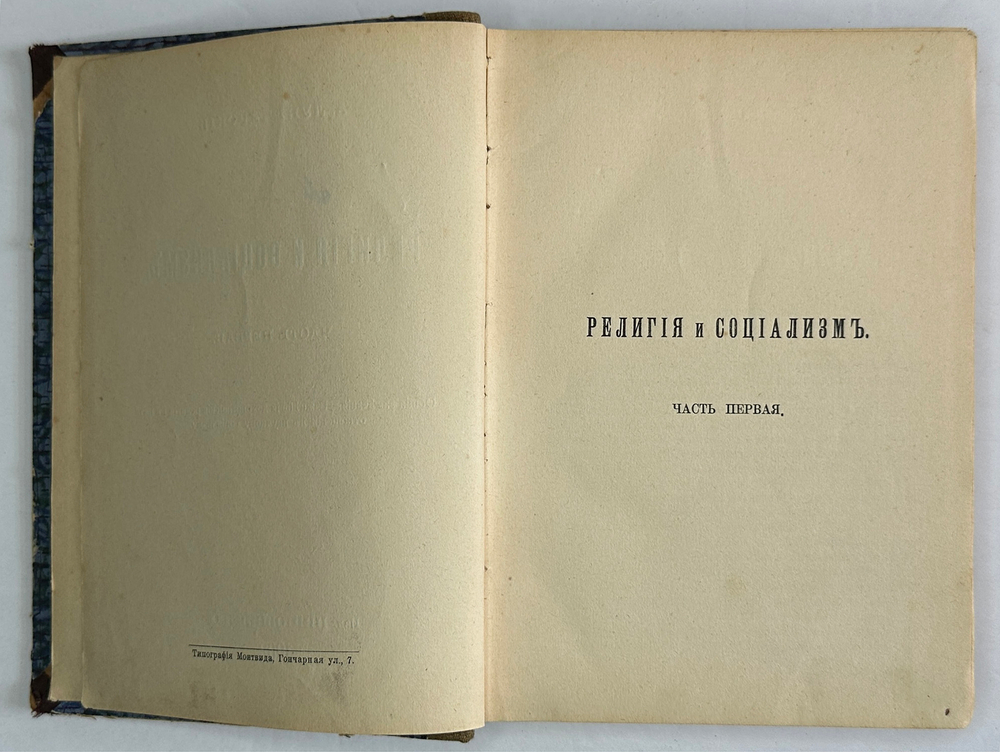 Типографія Монтвида, Гончарная ул., 7.
РЕЛИГІЯ и СОЦІАЛИЗМЪ.
ЧАСТЬ ПЕРВАЯ.